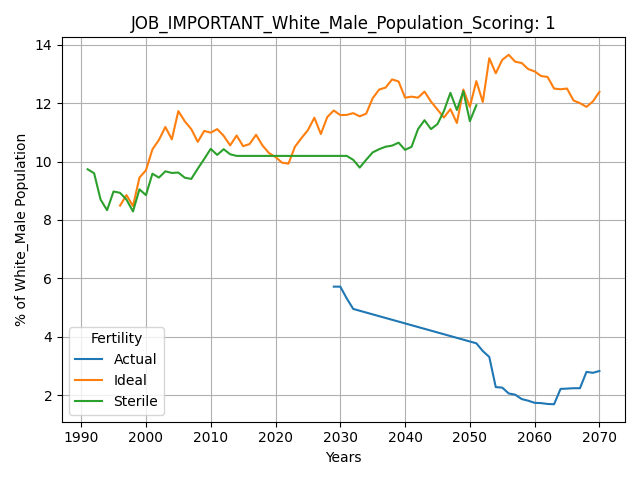 JOB_IMPORTANT_White_Male_Population_Scoring: 1
% of White_Male Population
14
12
10
8
6
4
2
Fertility
Actual
Ideal
Sterile
1990 2000 2010 2020 2030 2040 2050 2060 2070
Years